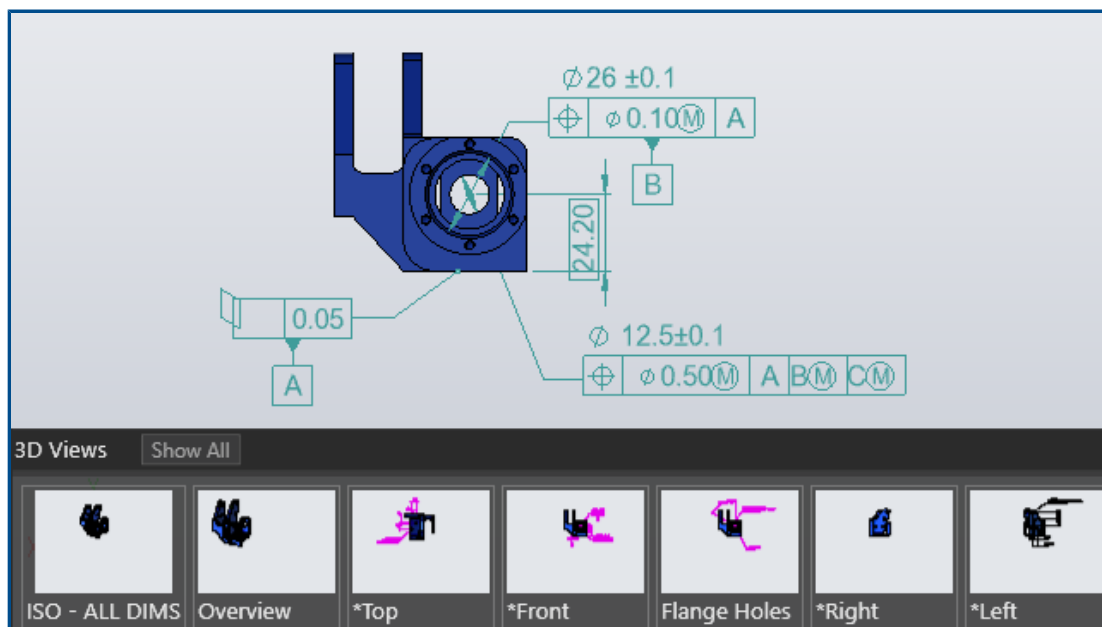 ⌀26 ±0.1
⌖ ⌀0.10Ⓜ A
B
24.20
0.05
A
⌀ 12.5±0.1
⌖ ⌀0.50Ⓜ A BⓂ CⓂ
3D Views Show All
ISO - ALL DIMS Overview *Top *Front Flange Holes *Right *Left